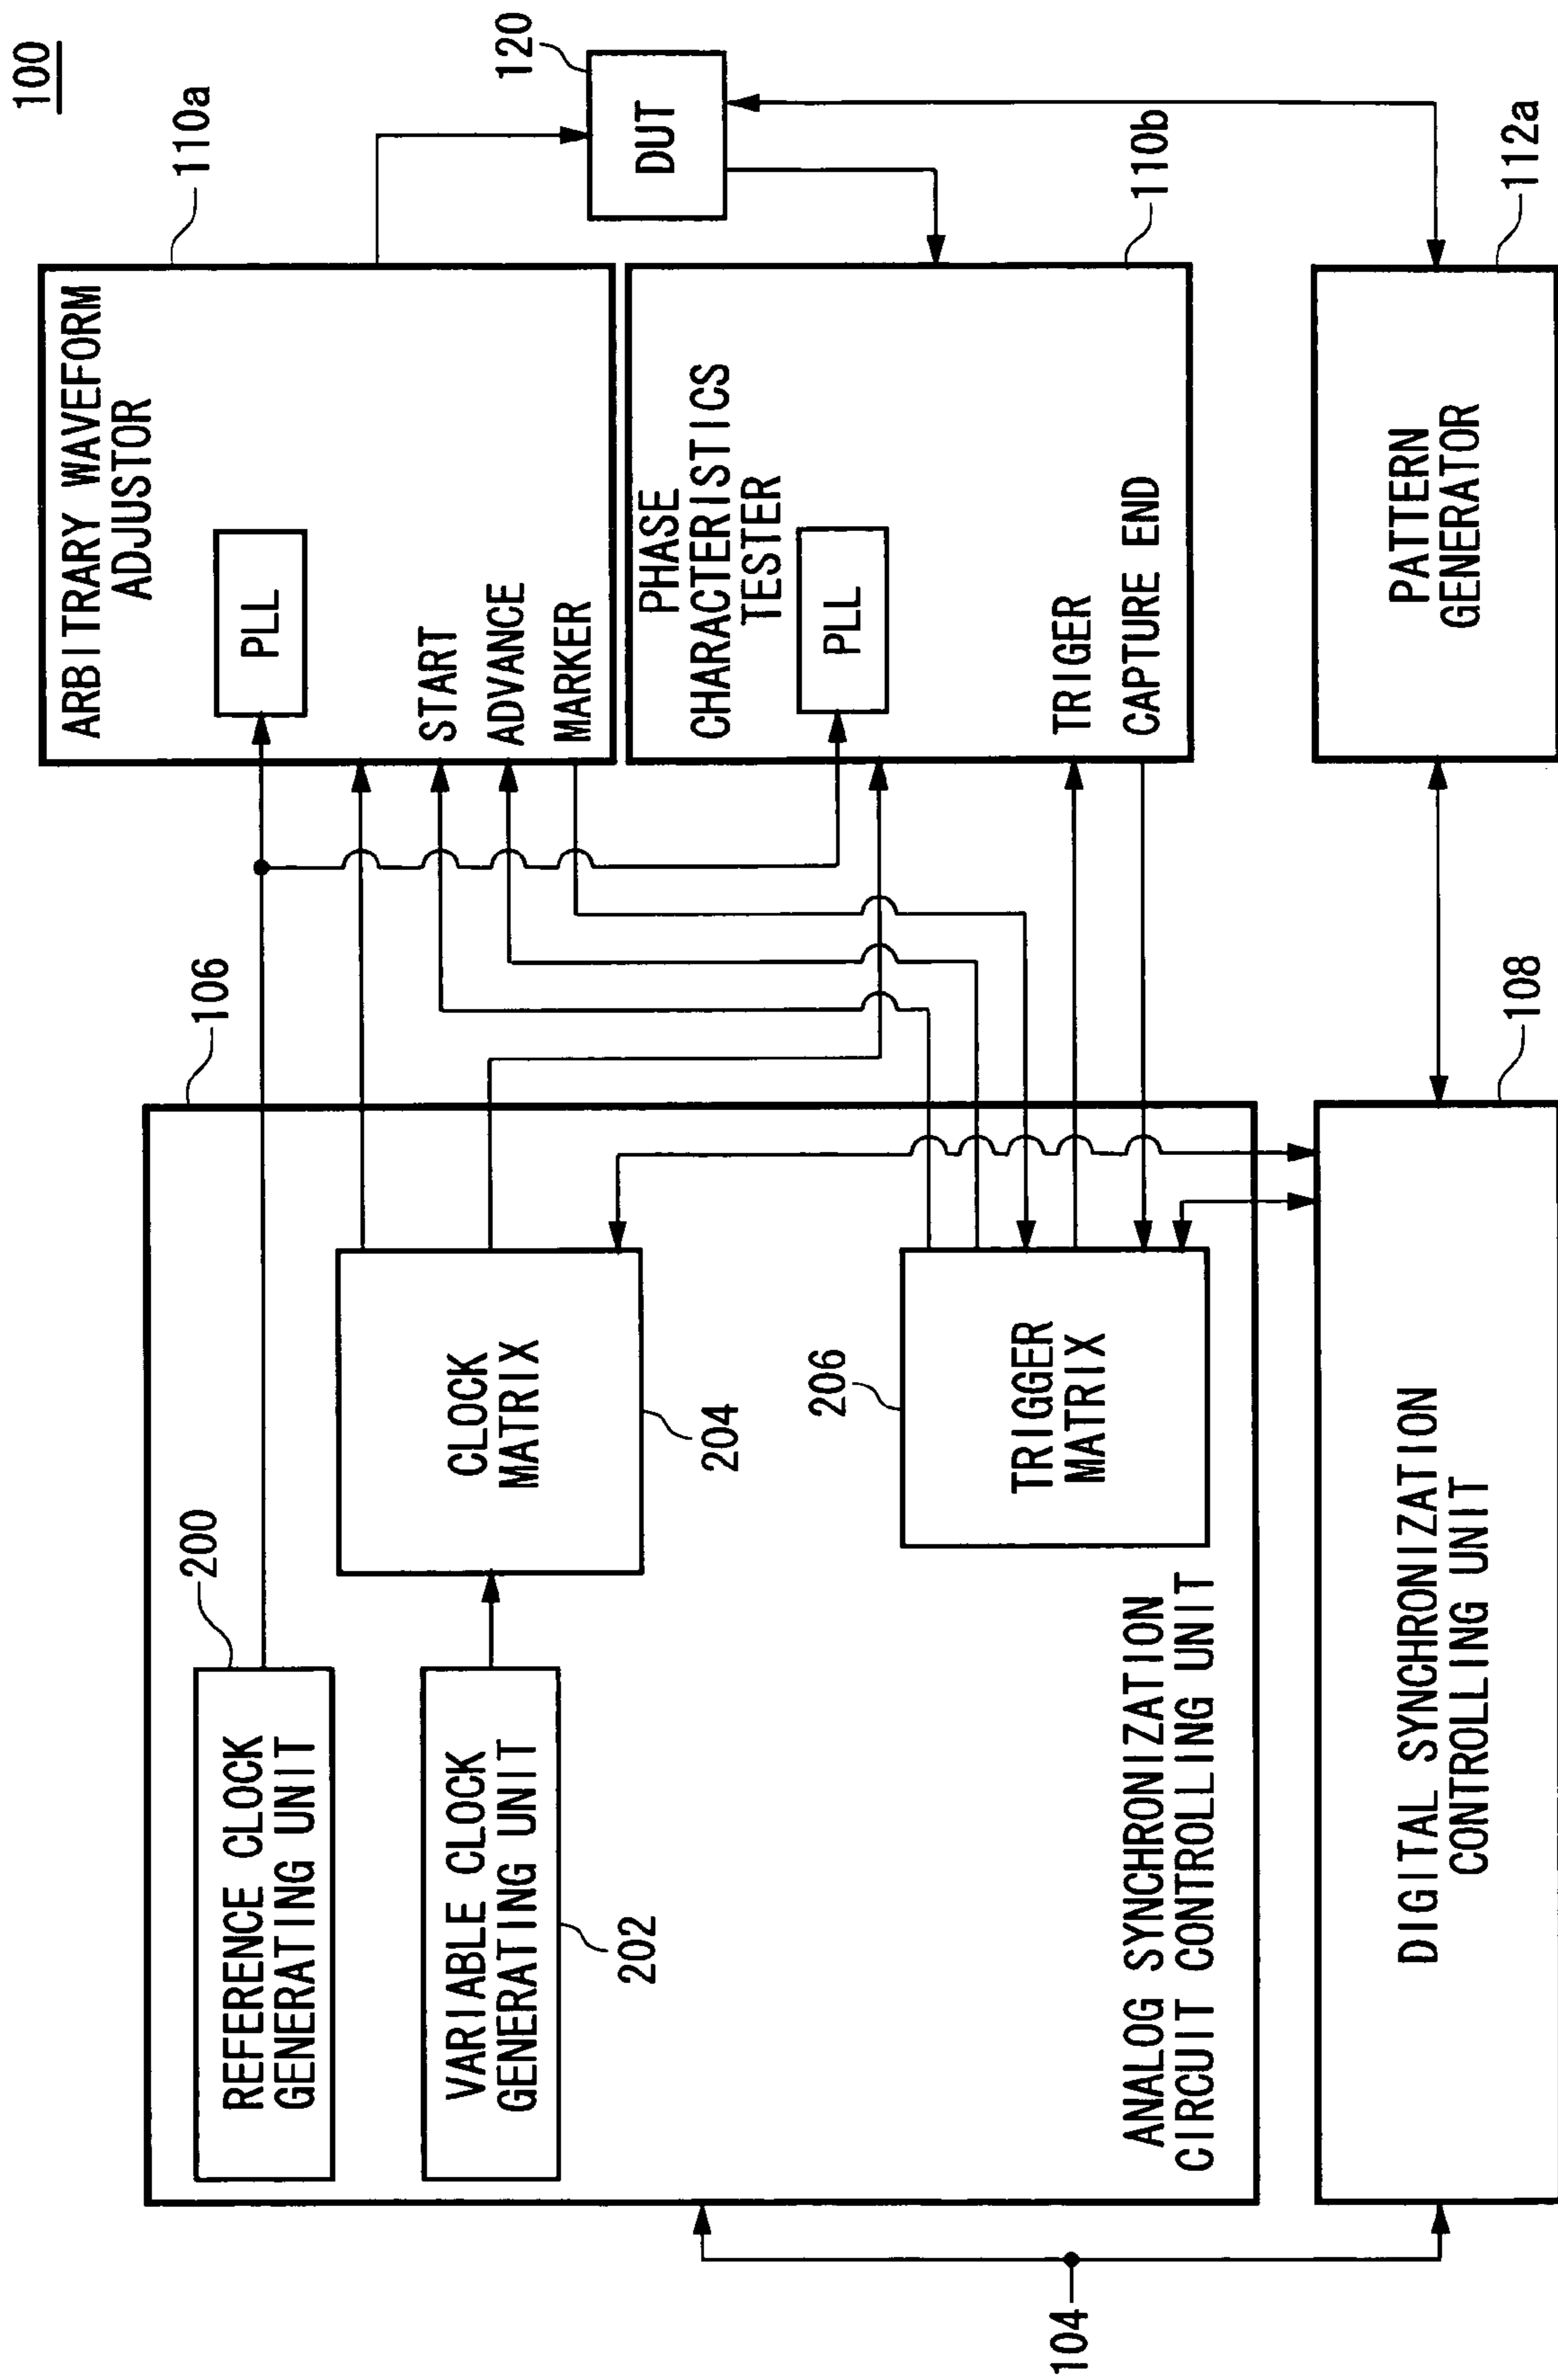 100
110a
ARBITRARY WAVEFORM
ADJUSTOR
PLL
START
ADVANCE
MARKER
120
DUT
110b
PHASE
CHARACTERISTICS
TESTER
PLL
TRIGER
CAPTURE END
112a
PATTERN
GENERATOR
106
200
REFERENCE CLOCK
GENERATING UNIT
VARIABLE CLOCK
GENERATING UNIT
202
CLOCK
MATRIX
204
206
TRIGGER
MATRIX
ANALOG SYNCHRONIZATION
CIRCUIT CONTROLLING UNIT
108
DIGITAL SYNCHRONIZATION
CONTROLLING UNIT
104